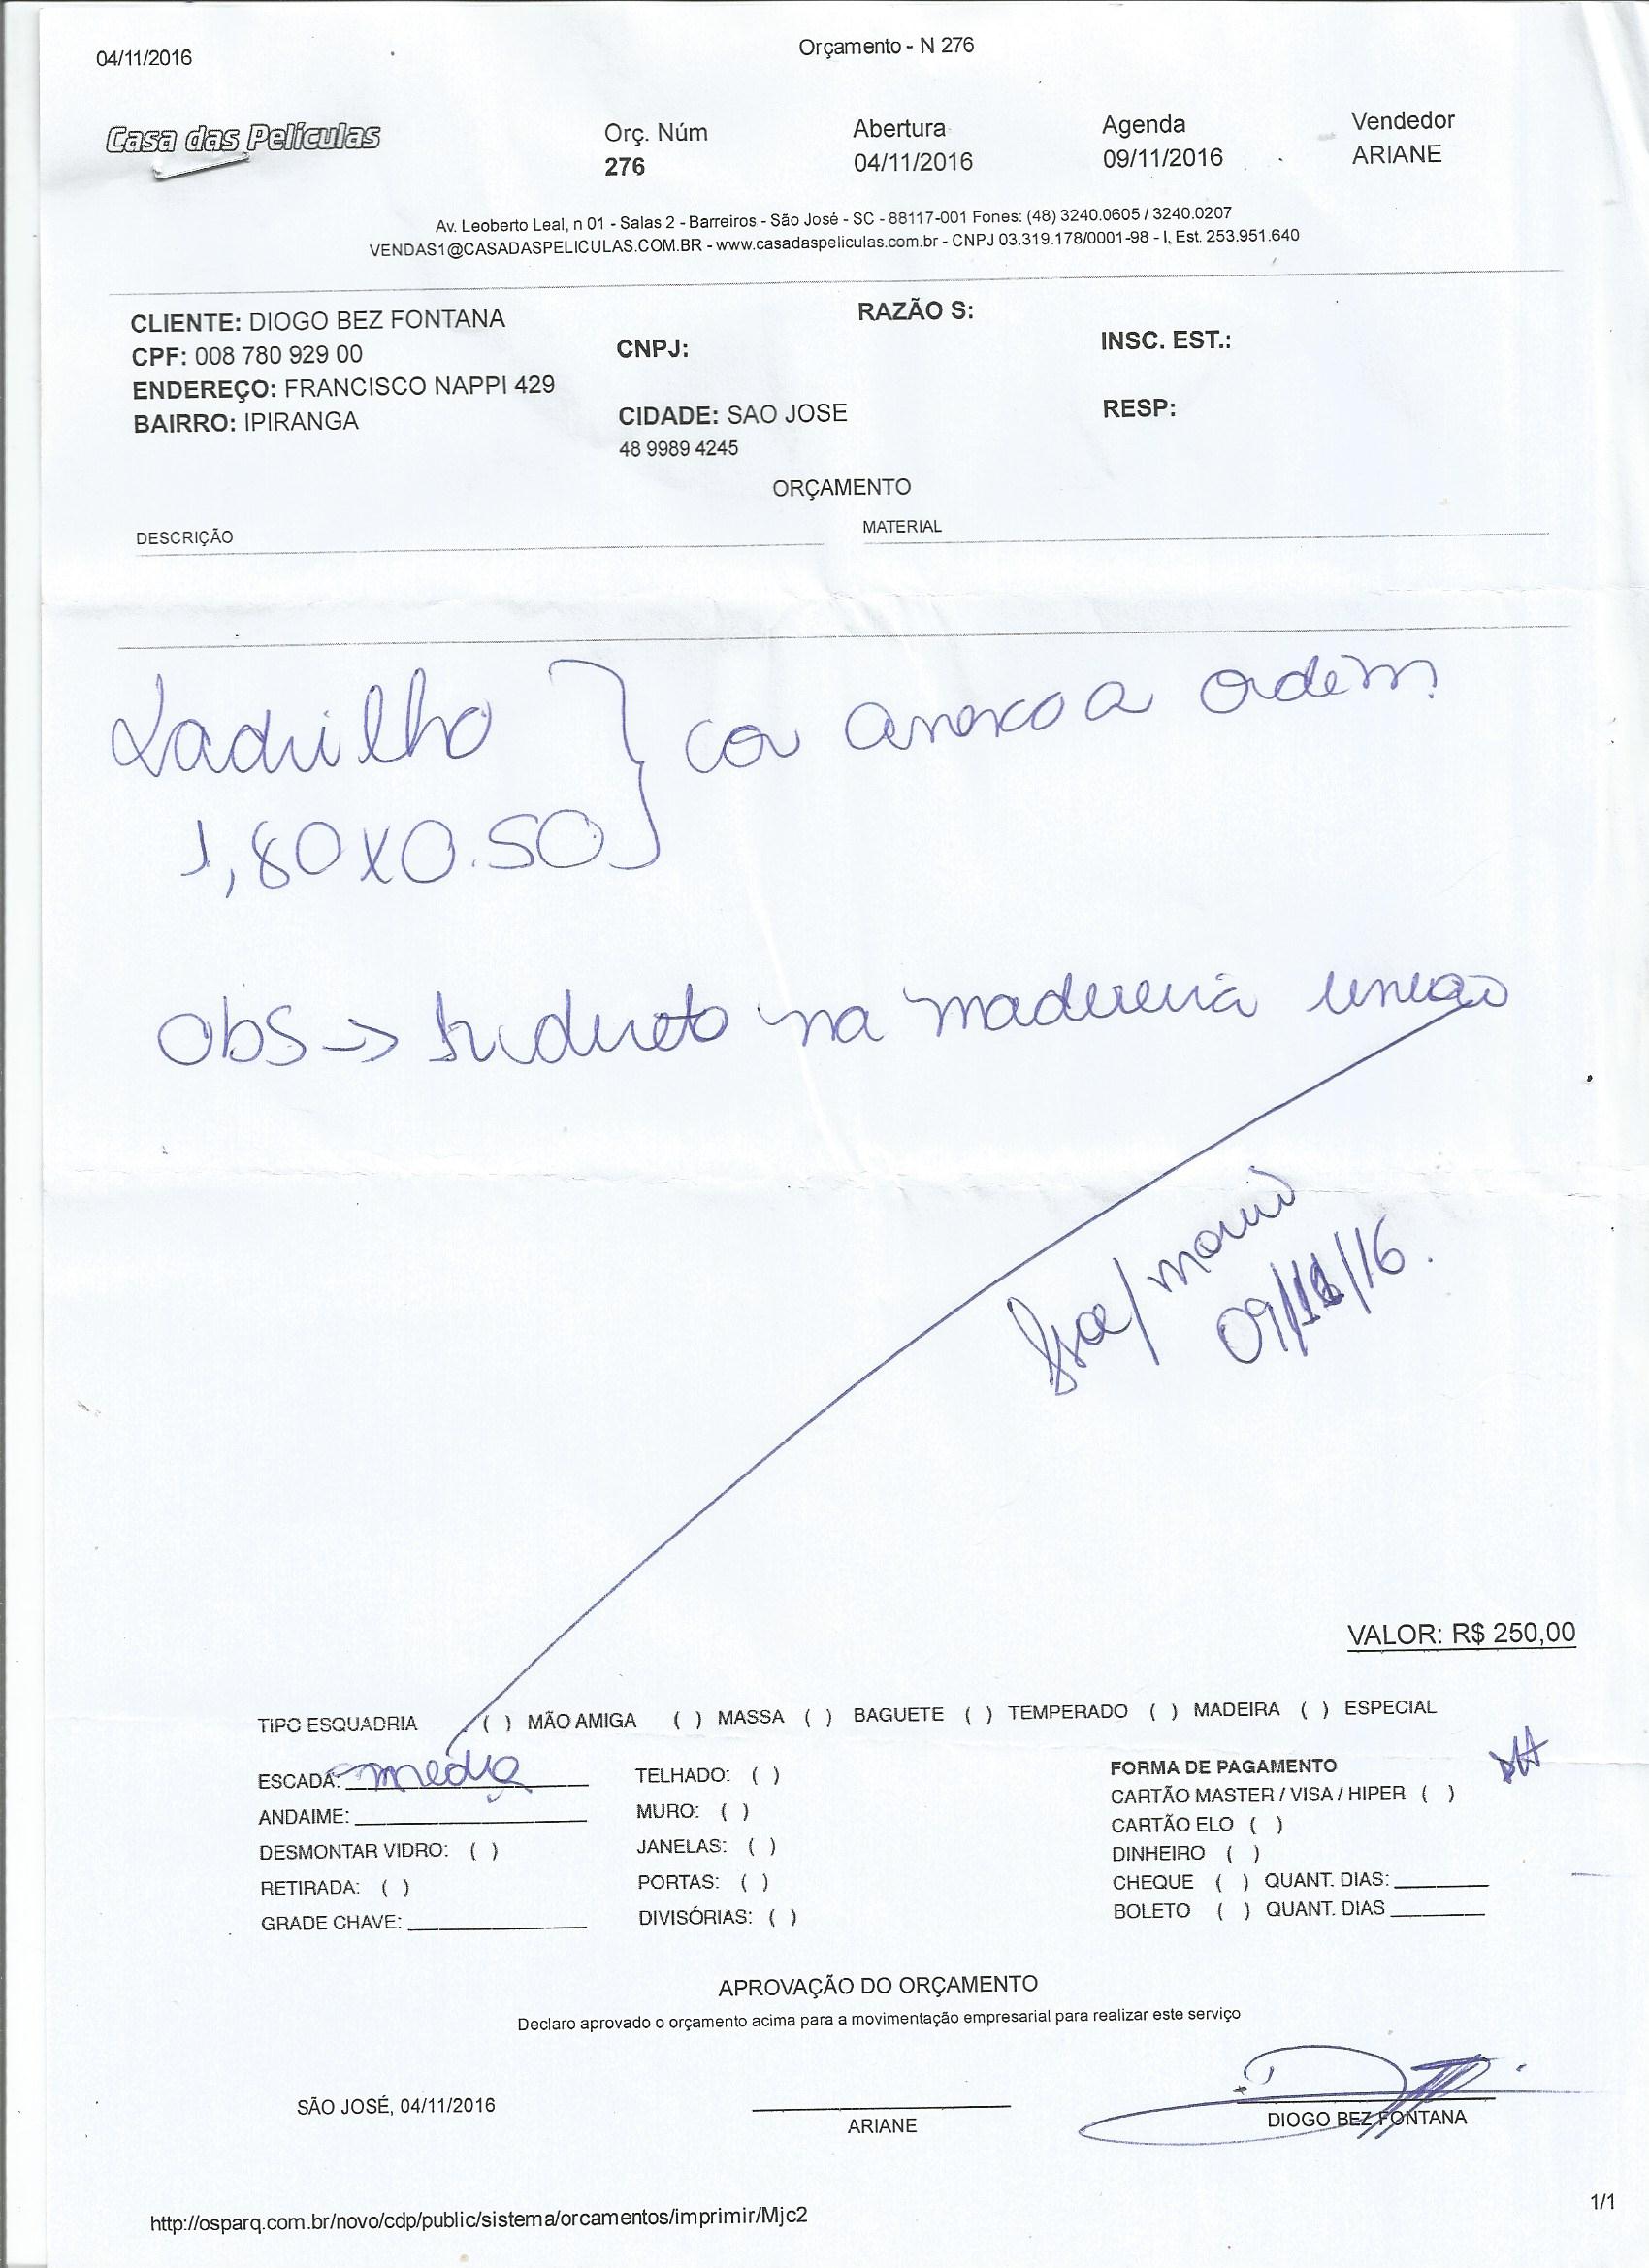 04/11/2016
Orçamento - N 276
Casa das Películas
Orç. Núm
276
Abertura
04/11/2016
Agenda
09/11/2016
Vendedor
ARIANE
Av. Leoberto Leal, n 01 - Salas 2 - Barreiros - São José - SC - 88117-001 Fones: (48) 3240.0605 / 3240.0207
VENDAS1@CASADASPELICULAS.COM.BR - www.casadaspeliculas.com.br - CNPJ 03.319.178/0001-98 - I. Est. 253.951.640
CLIENTE: DIOGO BEZ FONTANA
CPF: 008 780 929 00
ENDEREÇO: FRANCISCO NAPPI 429
BAIRRO: IPIRANGA
RAZÃO S:
CNPJ:
INSC. EST.:
CIDADE: SAO JOSE
RESP:
48 9989 4245
ORÇAMENTO
DESCRIÇÃO
MATERIAL
Ladrilho
cor anexo a ordem
1,80x0.50
Obs → na madereira uniao
09/11/16.
VALOR: R$ 250,00
TIPO ESQUADRIA ( ) MÃO AMIGA ( ) MASSA ( ) BAGUETE ( ) TEMPERADO ( ) MADEIRA ( ) ESPECIAL
ESCADA: media
ANDAIME:
DESMONTAR VIDRO: ( )
RETIRADA: ( )
GRADE CHAVE:
TELHADO: ( )
MURO: ( )
JANELAS: ( )
PORTAS: ( )
DIVISÓRIAS: ( )
FORMA DE PAGAMENTO
CARTÃO MASTER / VISA / HIPER ( )
CARTÃO ELO ( )
DINHEIRO ( )
CHEQUE ( ) QUANT. DIAS:
BOLETO ( ) QUANT. DIAS
APROVAÇÃO DO ORÇAMENTO
Declaro aprovado o orçamento acima para a movimentação empresarial para realizar este serviço
SÃO JOSÉ, 04/11/2016
ARIANE
DIOGO BEZ FONTANA
http://osparq.com.br/novo/cdp/public/sistema/orcamentos/imprimir/Mjc2
1/1